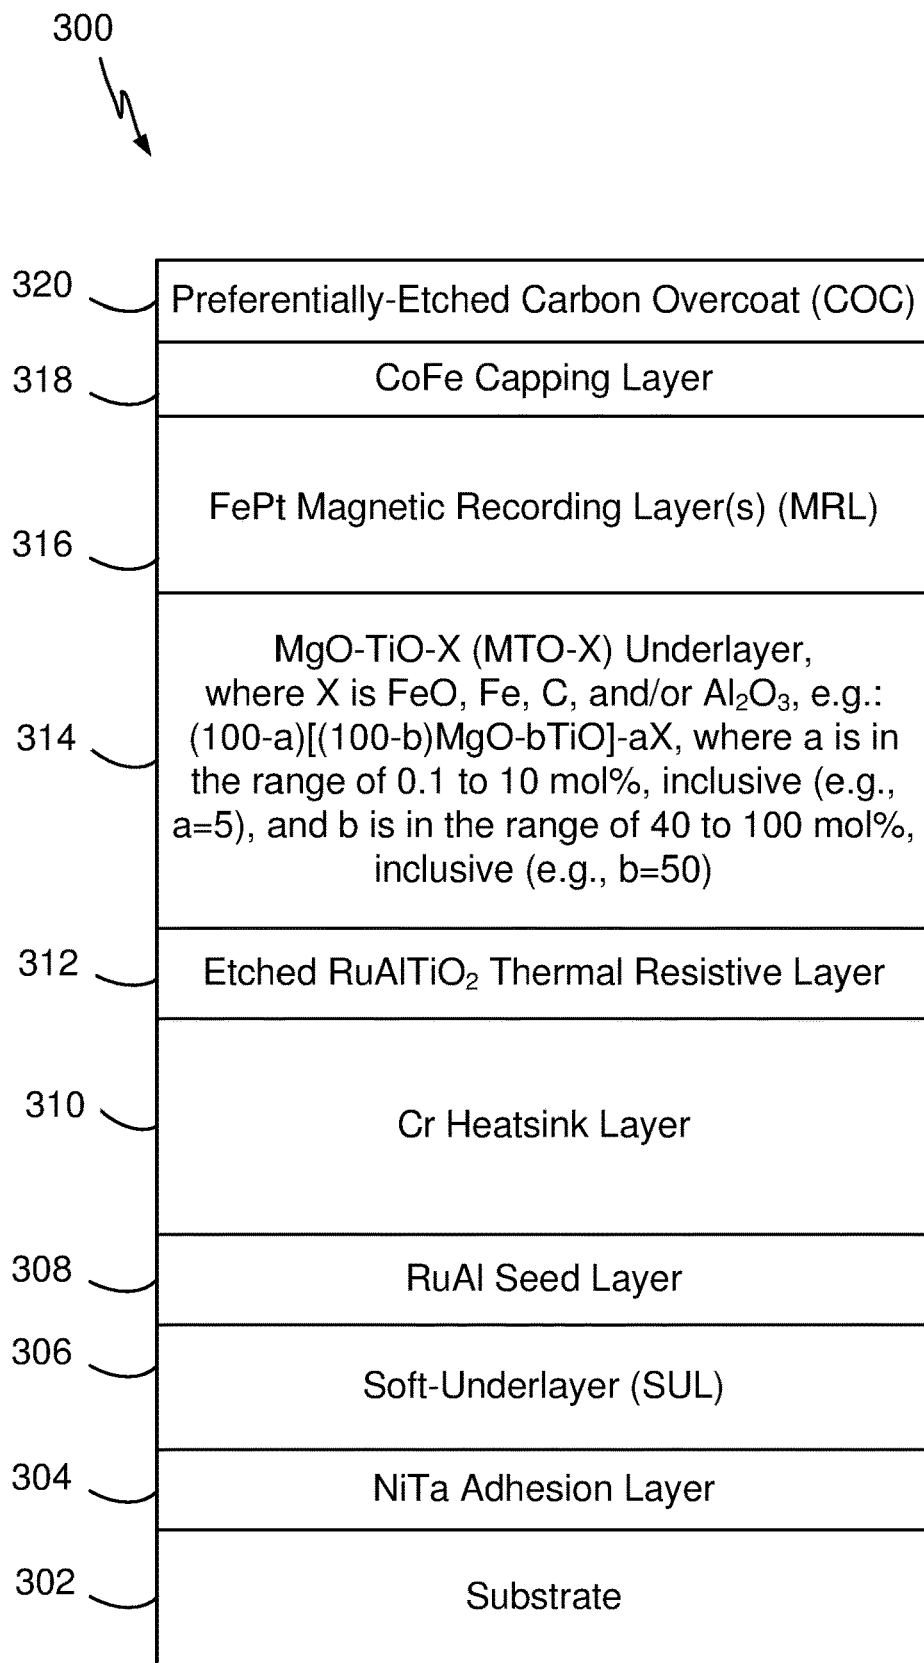 300
320
Preferentially-Etched Carbon Overcoat (COC)
318
CoFe Capping Layer
316
FePt Magnetic Recording Layer(s) (MRL)
314
MgO-TiO-X (MTO-X) Underlayer,
where X is FeO, Fe, C, and/or Al₂O₃, e.g.:
(100-a)[(100-b)MgO-bTiO]-aX, where a is in
the range of 0.1 to 10 mol%, inclusive (e.g.,
a=5), and b is in the range of 40 to 100 mol%,
inclusive (e.g., b=50)
312
Etched RuAlTiO₂ Thermal Resistive Layer
310
Cr Heatsink Layer
308
RuAl Seed Layer
306
Soft-Underlayer (SUL)
304
NiTa Adhesion Layer
302
Substrate